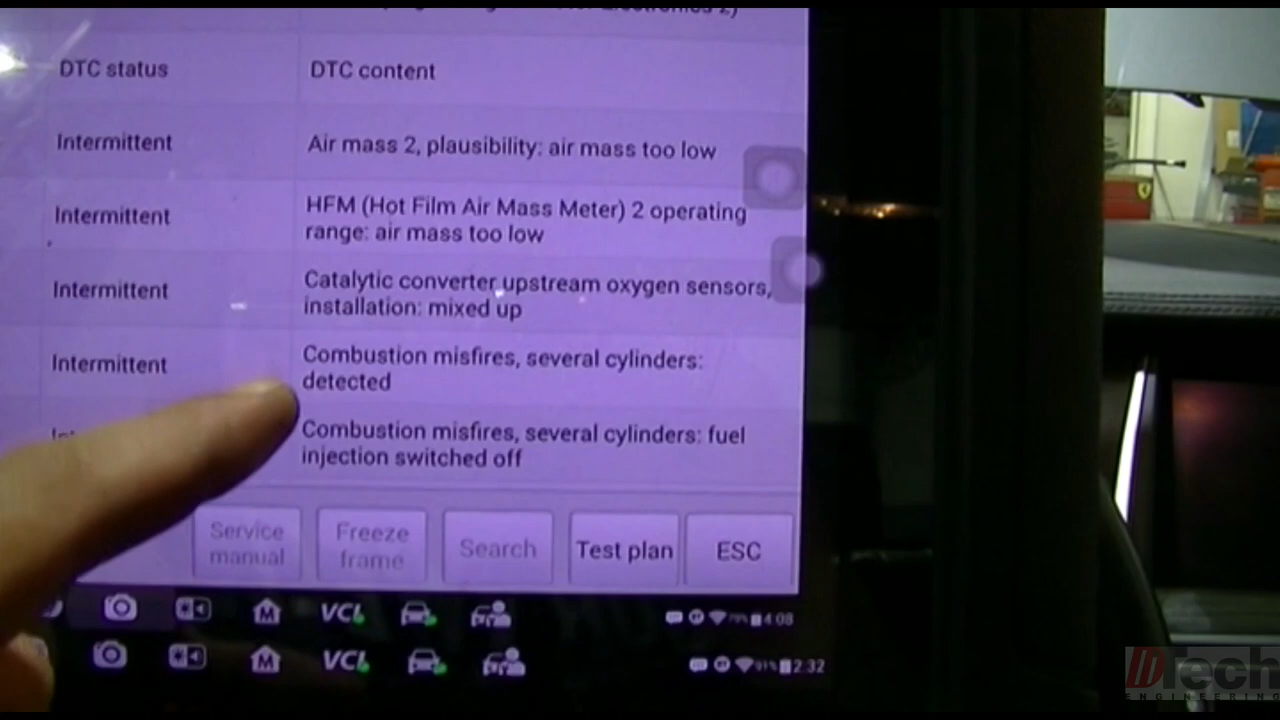 DTC status DTC content
Intermittent Air mass 2, plausibility: air mass too low
Intermittent HFM (Hot Film Air Mass Meter) 2 operating
range: air mass too low
Intermittent Catalytic converter upstream oxygen sensors,
installation: mixed up
Intermittent Combustion misfires, several cylinders:
detected
Combustion misfires, several cylinders: fuel
injection switched off
Service
manual
Freeze
frame
Search
Test plan
ESC
M VCI 4:08
M VCI 91% 2:32
IDTech
ENGINEERING